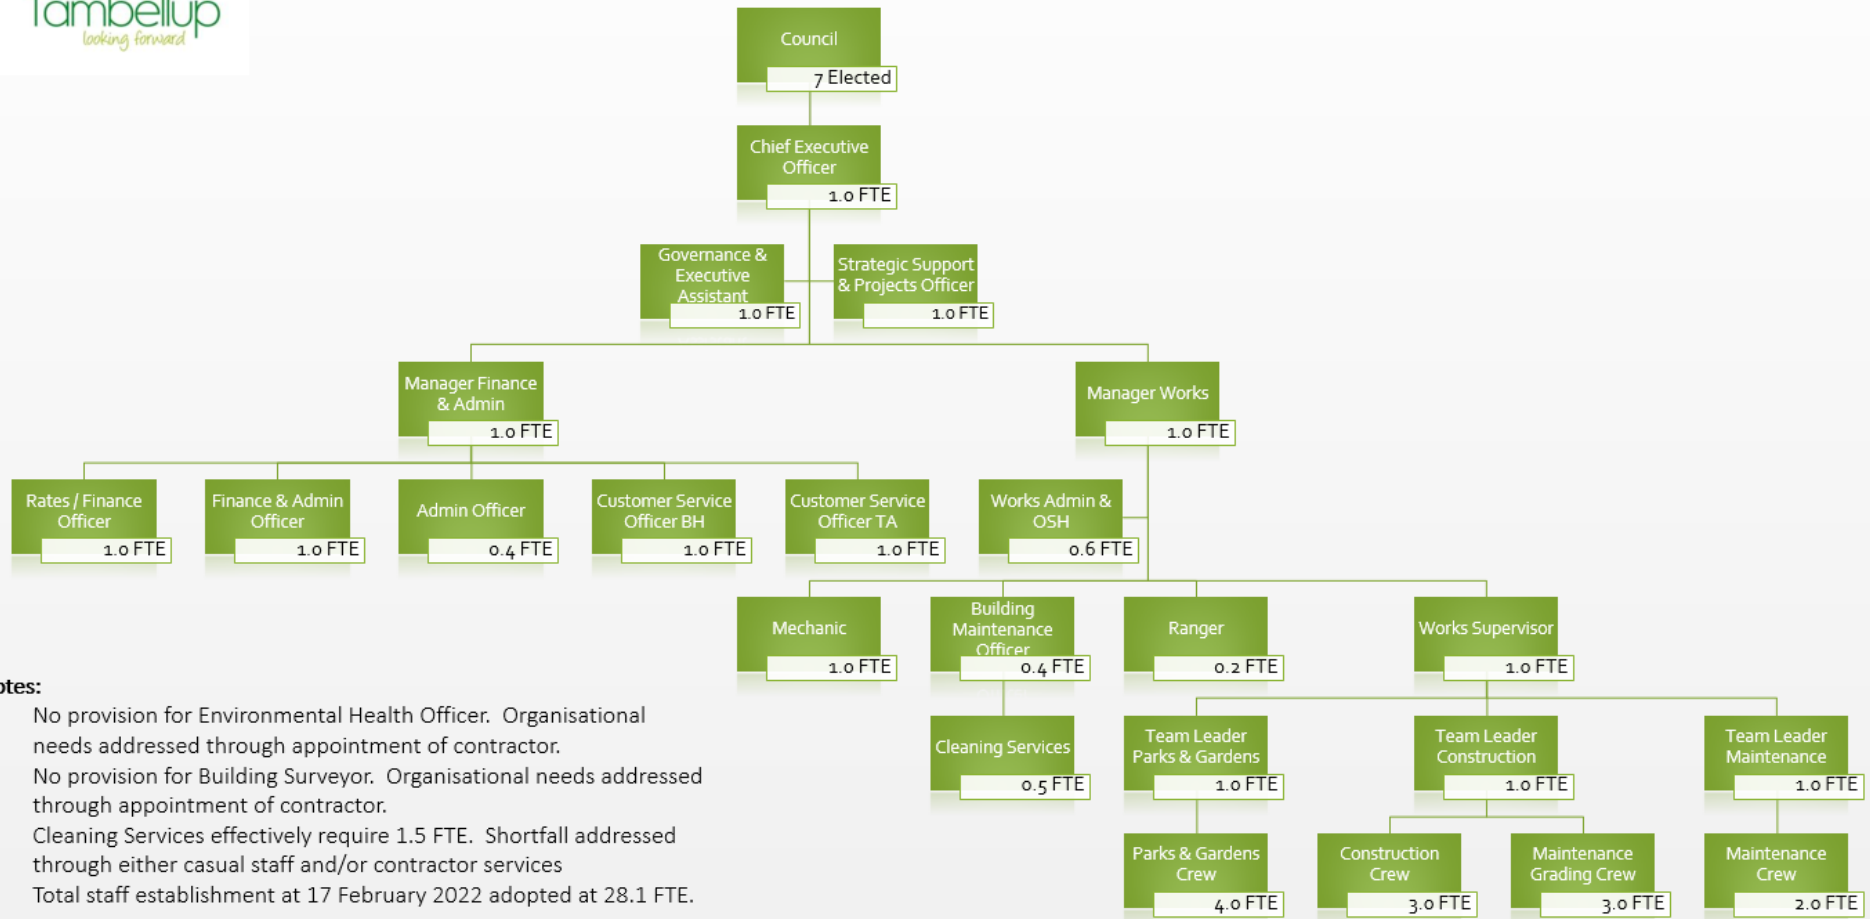 Tambellup
looking forward
Council
7 Elected
Chief Executive
Officer
1.0 FTE
Governance &
Executive
Assistant
1.0 FTE
Strategic Support
& Projects Officer
1.0 FTE
Manager Finance
& Admin
1.0 FTE
Manager Works
1.0 FTE
Rates / Finance
Officer
1.0 FTE
Finance & Admin
Officer
1.0 FTE
Admin Officer
0.4 FTE
Customer Service
Officer BH
1.0 FTE
Customer Service
Officer TA
1.0 FTE
Works Admin &
OSH
0.6 FTE
Mechanic
1.0 FTE
Building
Maintenance
Officer
0.4 FTE
Ranger
0.2 FTE
Works Supervisor
1.0 FTE
Cleaning Services
0.5 FTE
Team Leader
Parks & Gardens
1.0 FTE
Team Leader
Construction
1.0 FTE
Team Leader
Maintenance
1.0 FTE
Parks & Gardens
Crew
4.0 FTE
Construction
Crew
3.0 FTE
Maintenance
Grading Crew
3.0 FTE
Maintenance
Crew
2.0 FTE
otes:
No provision for Environmental Health Officer. Organisational
needs addressed through appointment of contractor.
No provision for Building Surveyor. Organisational needs addressed
through appointment of contractor.
Cleaning Services effectively require 1.5 FTE. Shortfall addressed
through either casual staff and/or contractor services
Total staff establishment at 17 February 2022 adopted at 28.1 FTE.